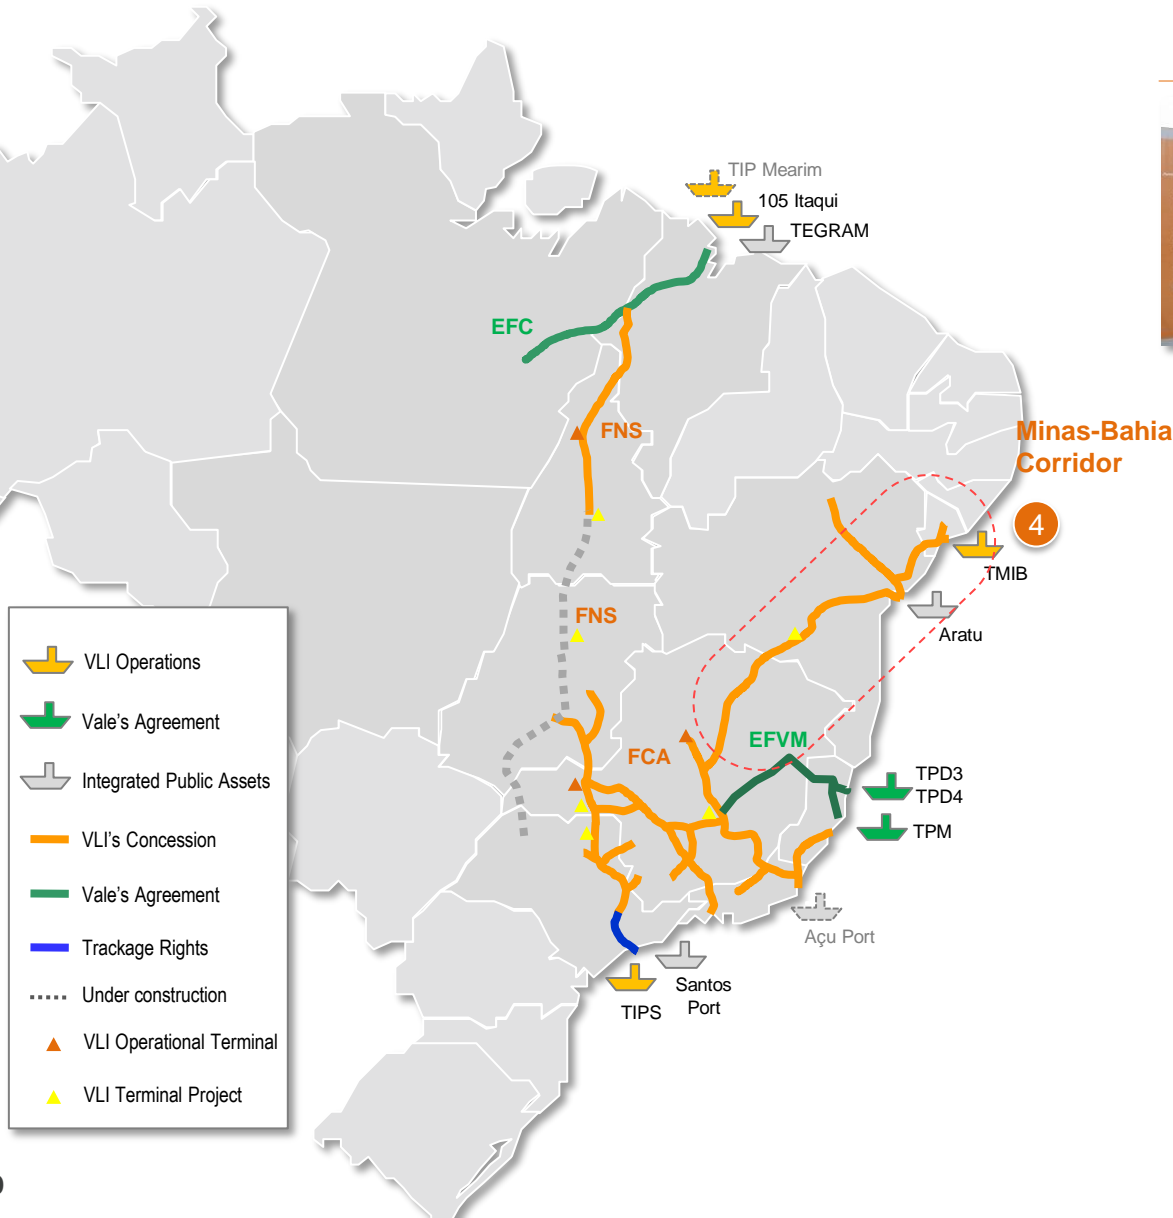 TIP Mearim
105 Itaqui
TEGRAM
EFC
FNS
Minas-Bahia
Corridor
4
TMIB
Aratu
FNS
EFVM
FCA
TPD3
TPD4
TPM
Açu Port
Santos
Port
TIPS
VLI Operations
Vale's Agreement
Integrated Public Assets
VLI's Concession
Vale's Agreement
Trackage Rights
Under construction
VLI Operational Terminal
VLI Terminal Project